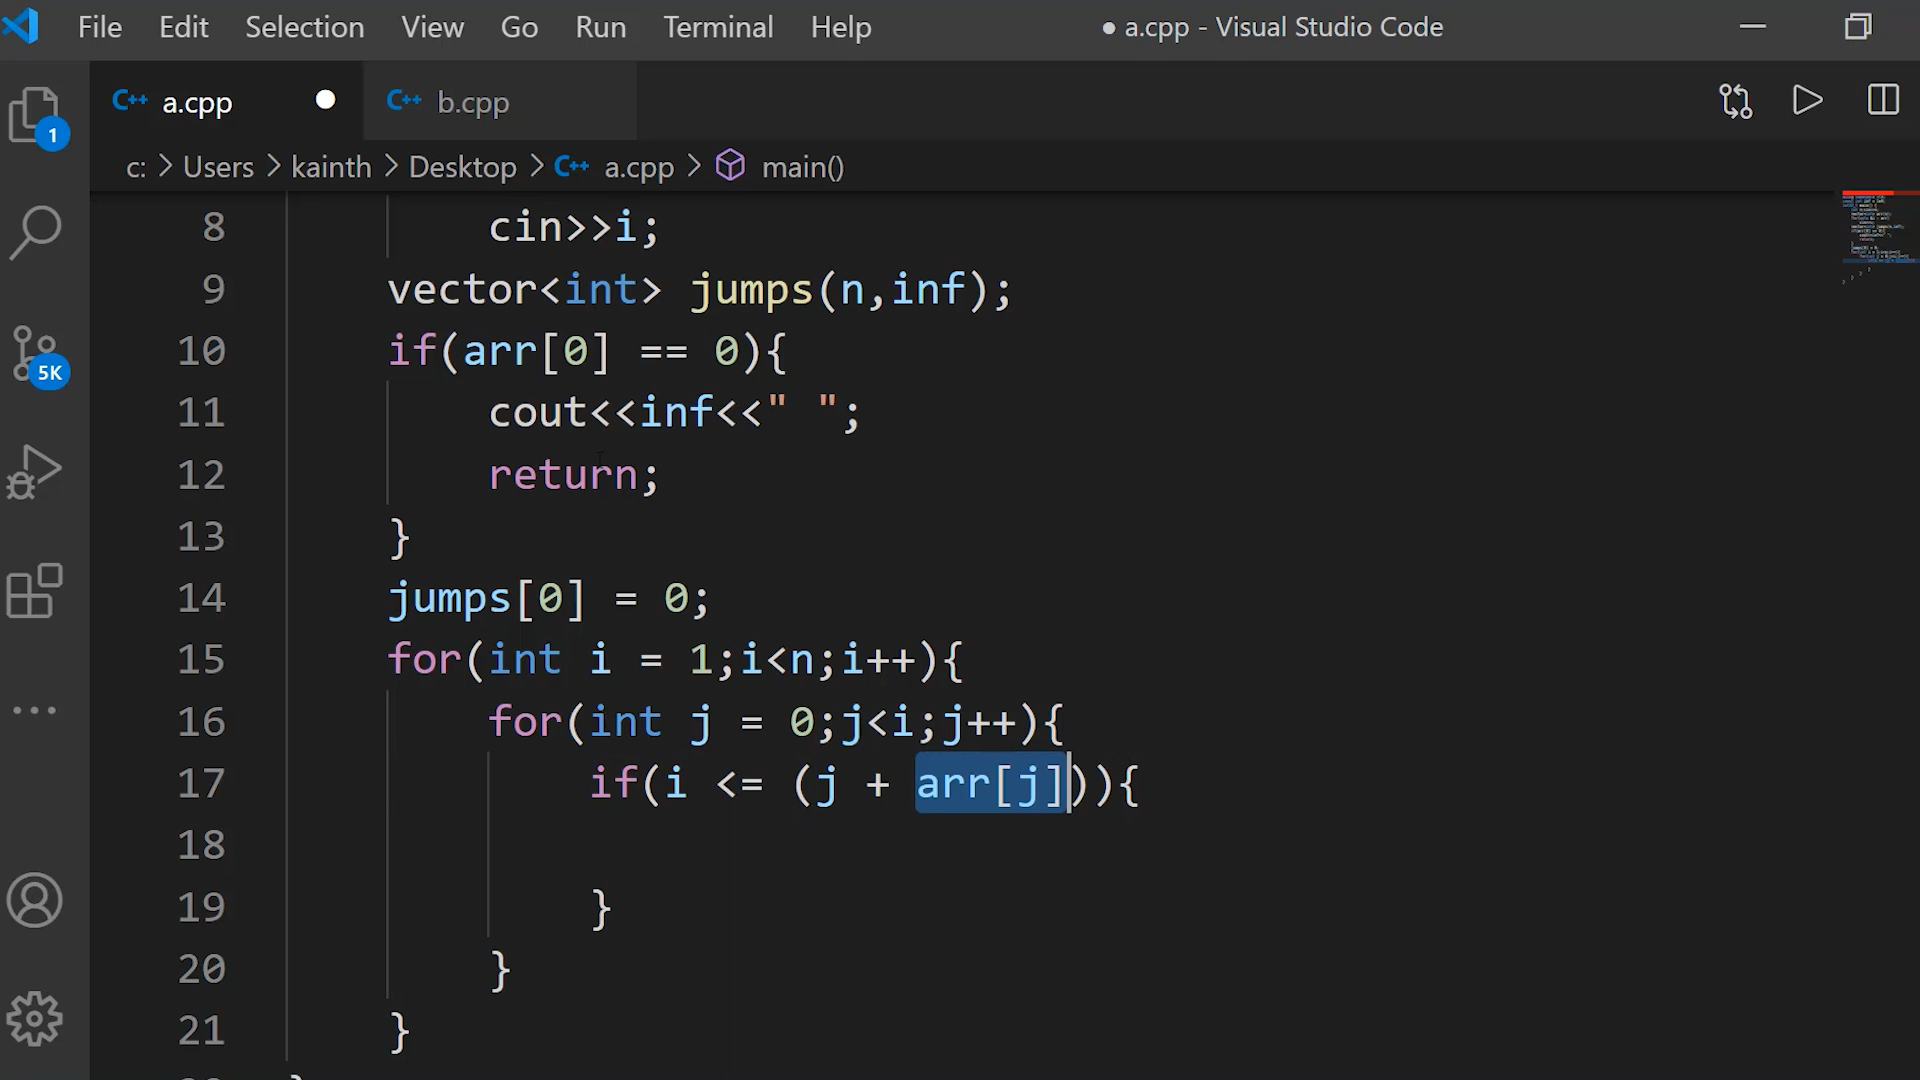 File Edit Selection View Go Run Terminal Help ● a.cpp - Visual Studio Code
C++ a.cpp ● C++ b.cpp
1
c: > Users > kainth > Desktop > C++ a.cpp > main()
8 cin>>i;
9 vector<int> jumps(n,inf);
10 if(arr[0] == 0){
11 cout<<inf<<" ";
5K
12 return;
13 }
14 jumps[0] = 0;
15 for(int i = 1;i<n;i++){
16 for(int j = 0;j<i;j++){
17 if(i <= (j + arr[j])){
18
19 }
20 }
21 }